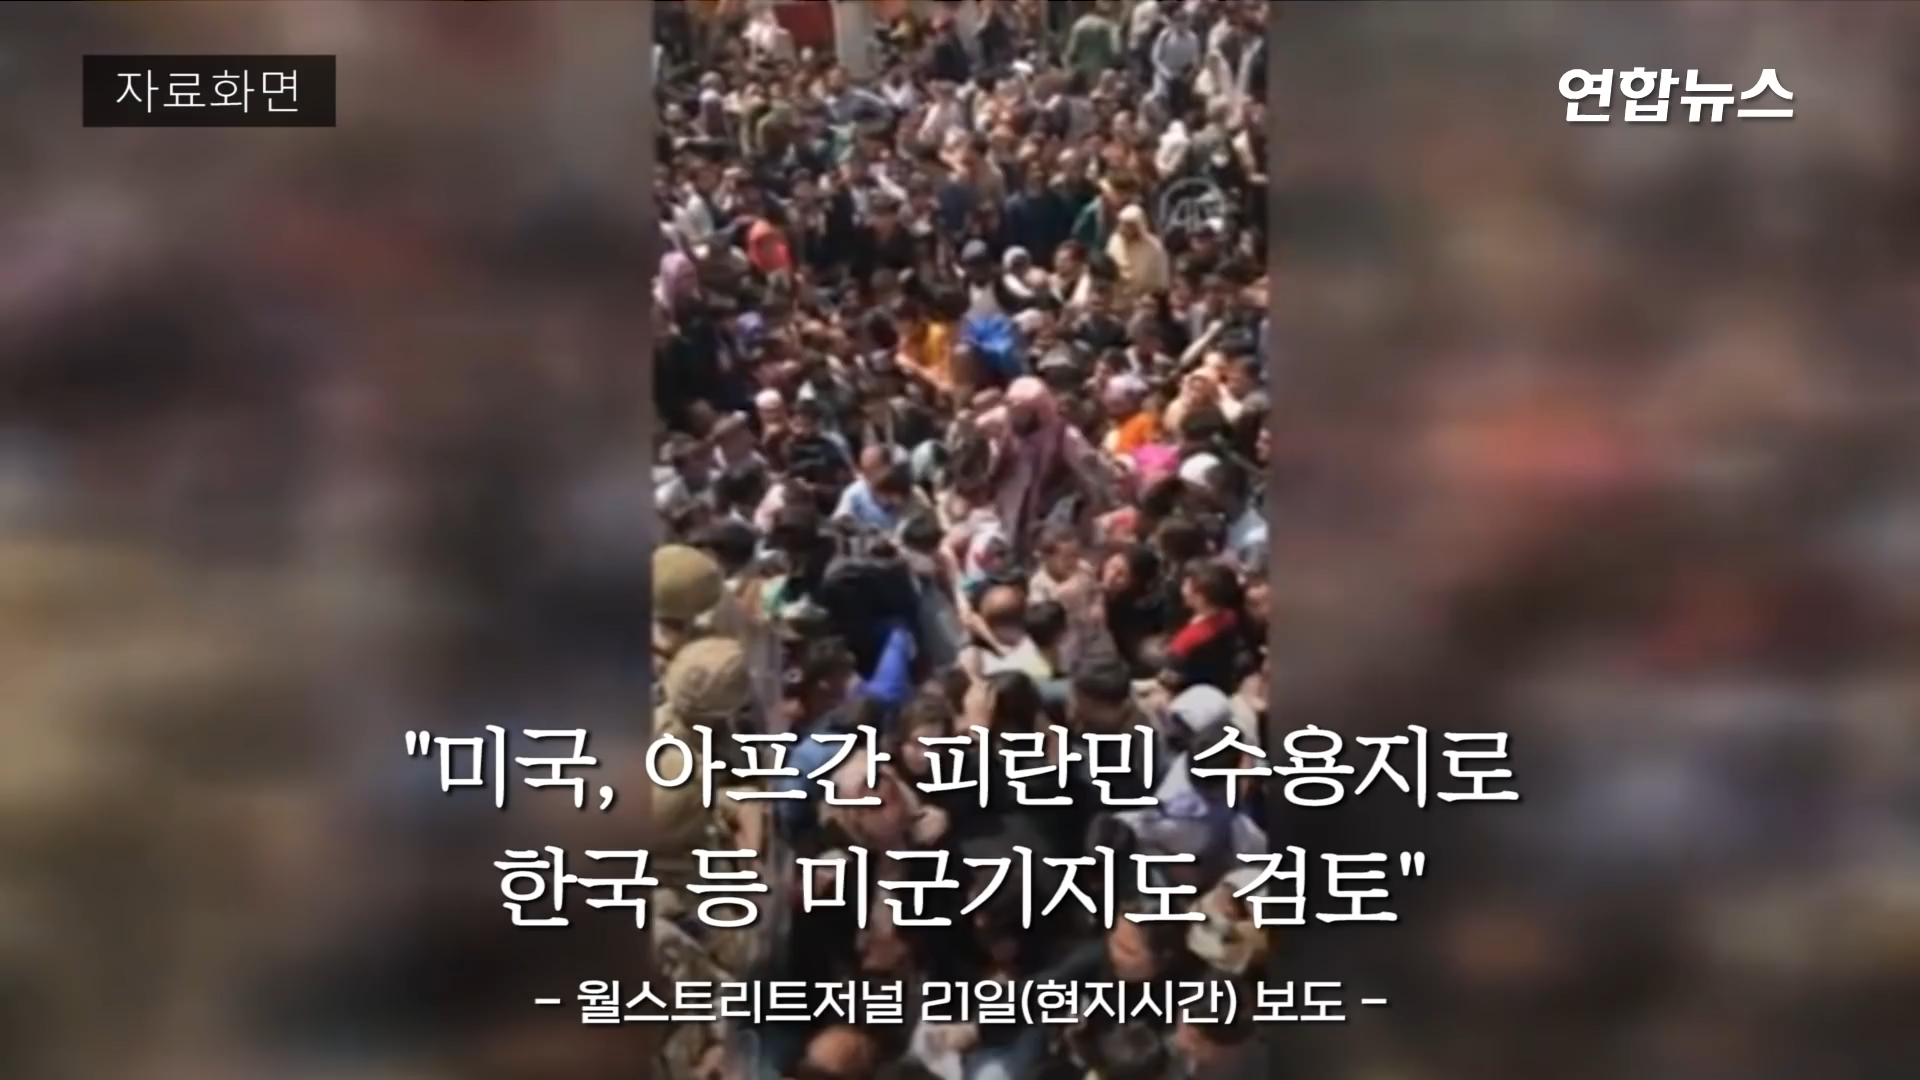 자료화면
연합뉴스
"미국, 아프간 피란민 수용지로
한국 등 미군기지도 검토"
- 월스트리트저널 21일(현지시간) 보도 -